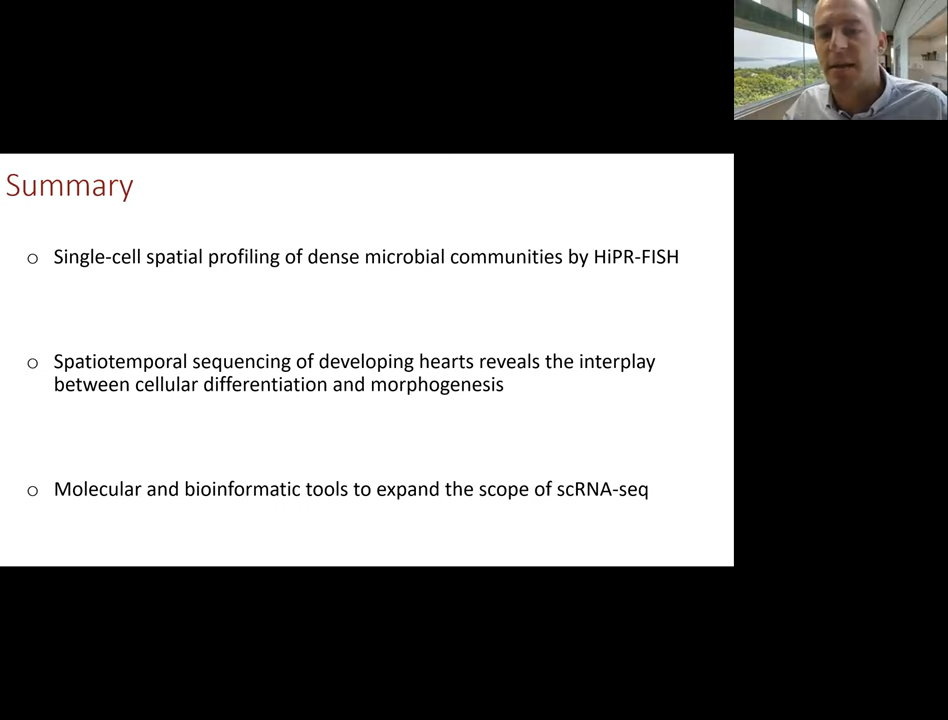 Summary
o Single-cell spatial profiling of dense microbial communities by HiPR-FISH
o Spatiotemporal sequencing of developing hearts reveals the interplay
between cellular differentiation and morphogenesis
o Molecular and bioinformatic tools to expand the scope of scRNA-seq